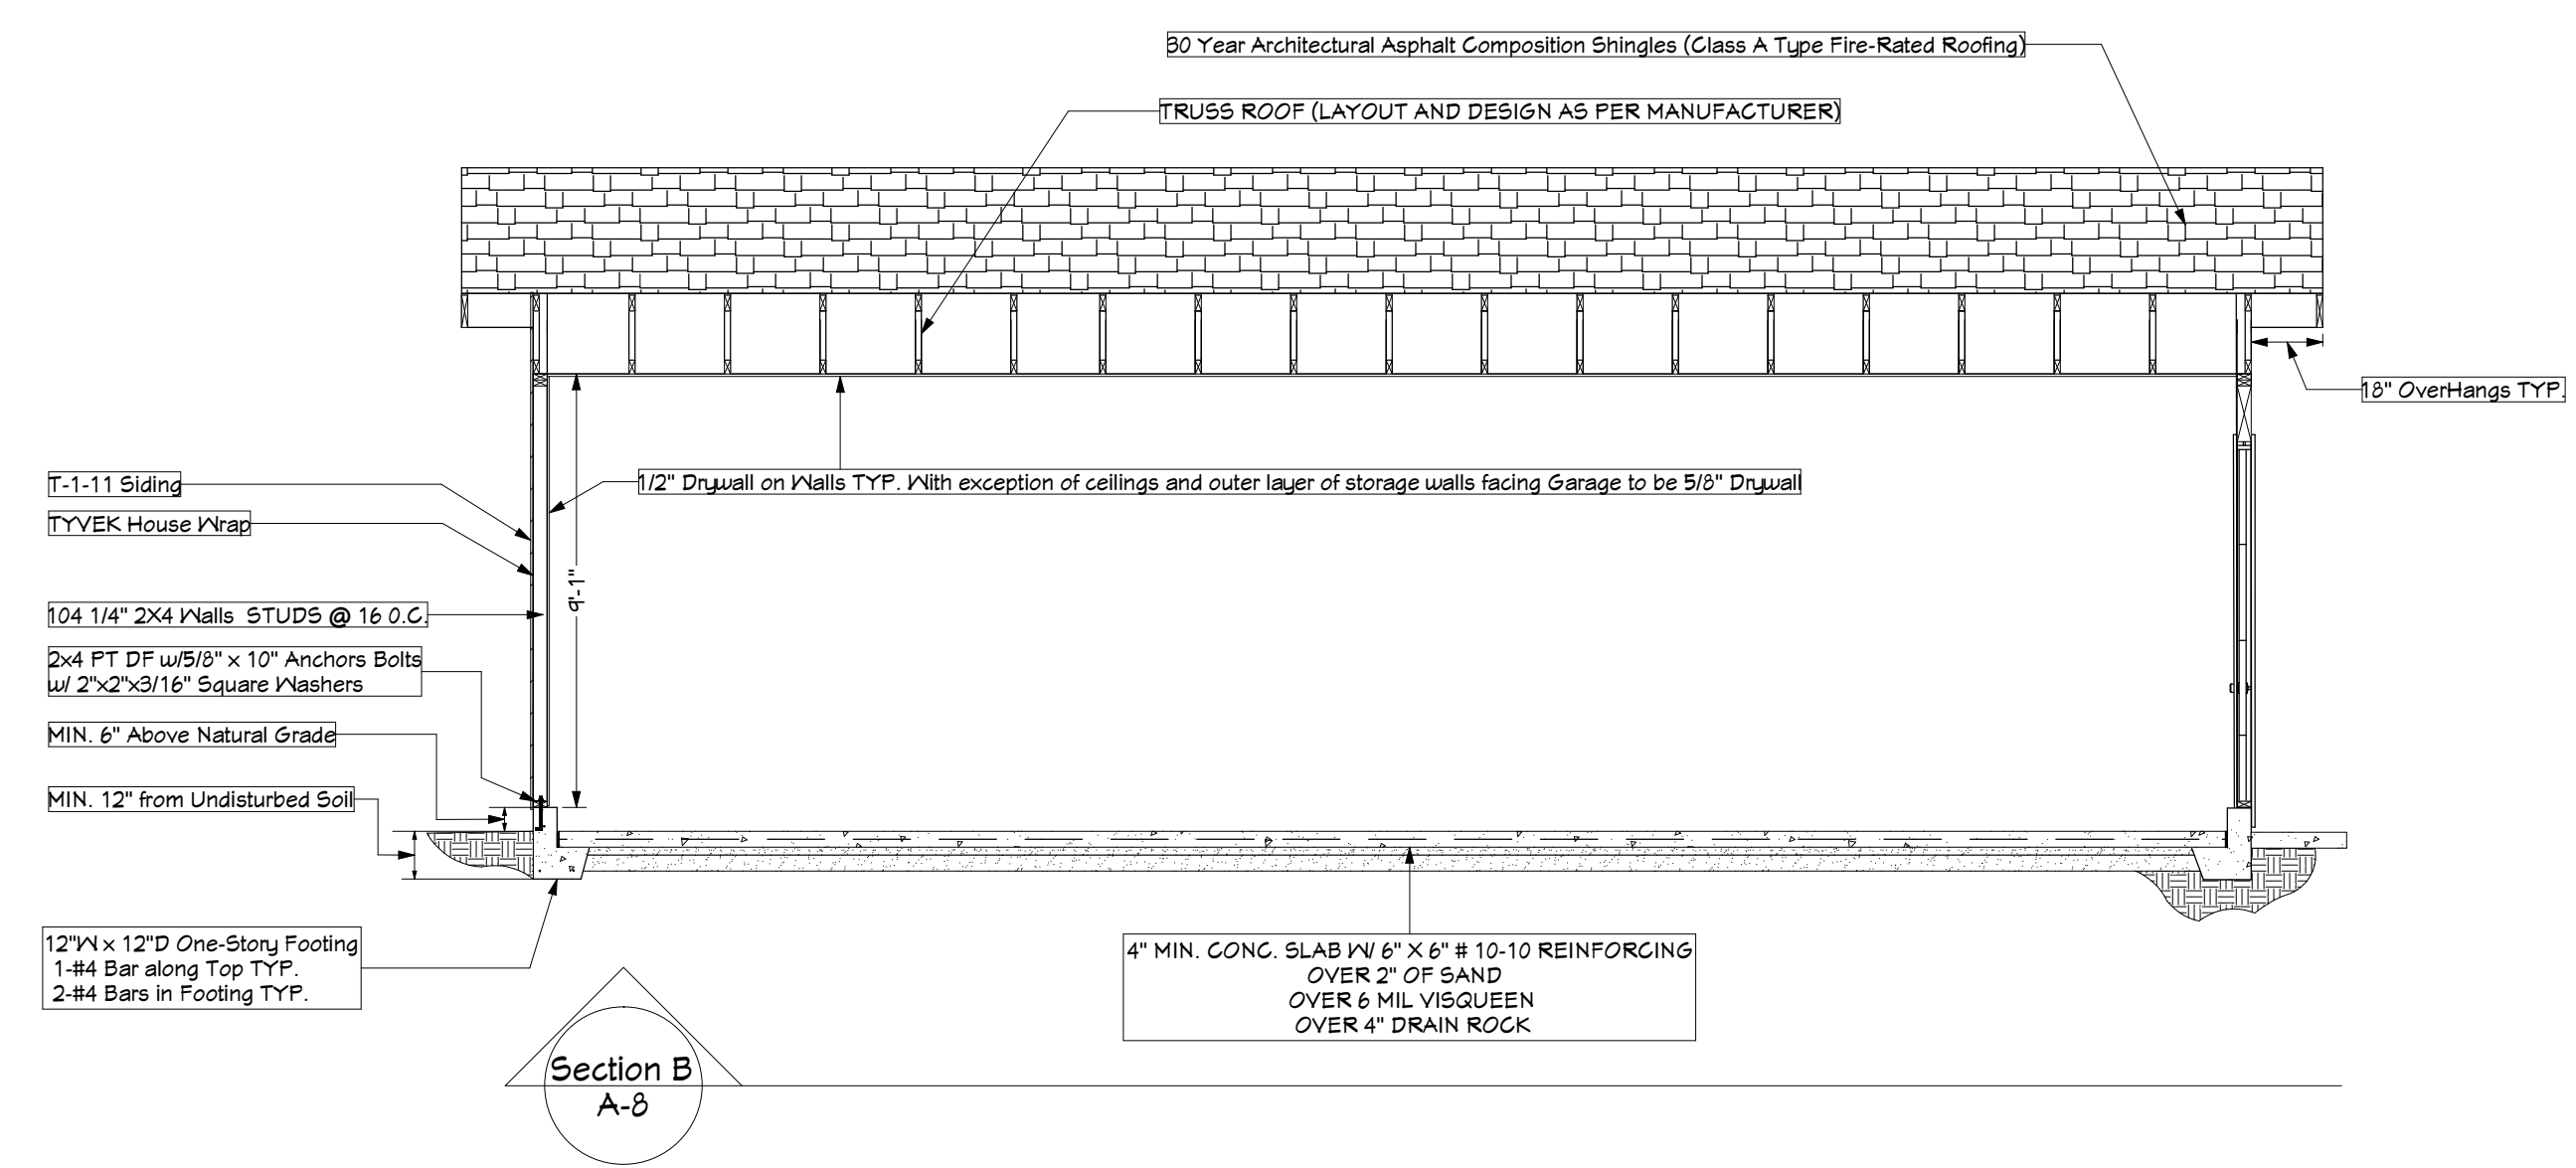 30 Year Architectural Asphalt Composition Shingles (Class A Type Fire-Rated Roofing)
TRUSS ROOF (LAYOUT AND DESIGN AS PER MANUFACTURER)
18" OverHangs TYP.
1/2" Drywall on Walls TYP. With exception of ceilings and outer layer of storage walls facing Garage to be 5/8" Drywall
T-1-11 Siding
TYVEK House Wrap
9'-1"
104 1/4" 2X4 Walls STUDS @ 16 O.C.
2x4 PT DF w/5/8" x 10" Anchors Bolts
w/ 2"x2"x3/16" Square Washers
MIN. 6" Above Natural Grade
MIN. 12" from Undisturbed Soil
12"W x 12"D One-Story Footing
1-#4 Bar along Top TYP.
2-#4 Bars in Footing TYP.
4" MIN. CONC. SLAB W/ 6" X 6" # 10-10 REINFORCING
OVER 2" OF SAND
OVER 6 MIL VISQUEEN
OVER 4" DRAIN ROCK
Section B
A-8